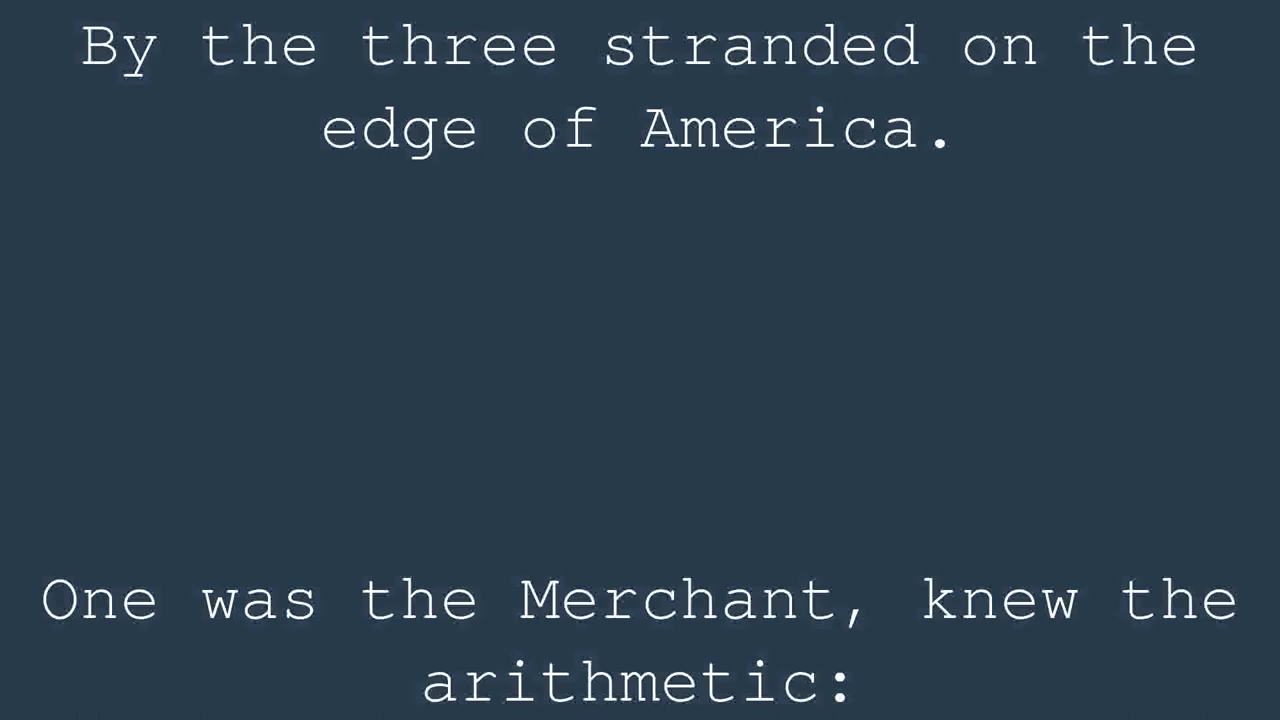 By the three stranded on the
edge of America.
One was the Merchant, knew the
arithmetic: